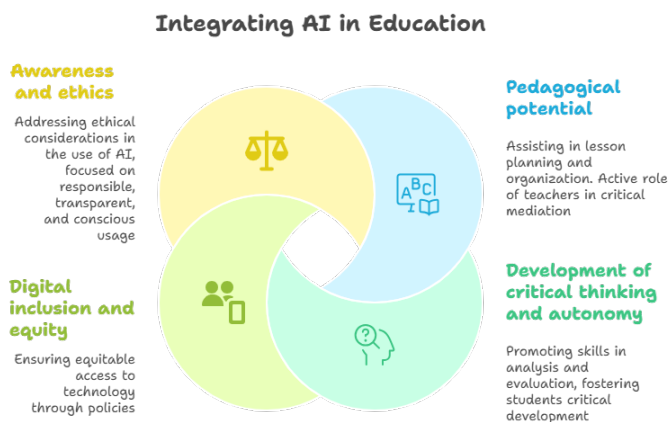 Integrating AI in Education
Awareness
and ethics
Addressing ethical
considerations in
the use of AI,
focused on
responsible,
transparent,
and conscious
usage
Pedagogical
potential
Assisting in lesson
planning and
organization. Active role
of teachers in critical
mediation
ABC
Digital
inclusion and
equity
Ensuring equitable
access to
technology
through policies
Development of
critical thinking
and autonomy
Promoting skills in
analysis and
evaluation, fostering
students critical
development
?